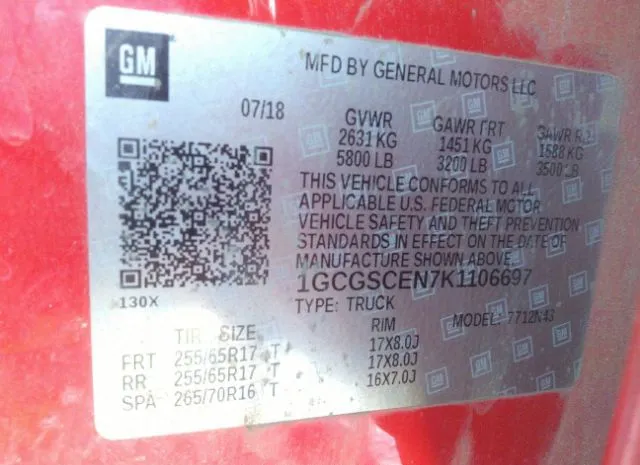 GM
MFD BY GENERAL MOTORS LLC
07/18
GVWR GAWR FRT GAWR RR
2631 KG 1451 KG 1588 KG
5800 LB 3200 LB 3500 LB
THIS VEHICLE CONFORMS TO ALL
APPLICABLE U.S. FEDERAL MOTOR
VEHICLE SAFETY AND THEFT PREVENTION
STANDARDS IN EFFECT ON THE DATE OF
MANUFACTURE SHOWN ABOVE.
1GCGSCEN7K1106697
130X
TYPE: TRUCK MODEL: 7712N43
TIRE SIZE RIM
FRT 255/65R17 T 17X8.0J
RR 255/65R17 T 17X8.0J
SPA 265/70R16 T 16X7.0J